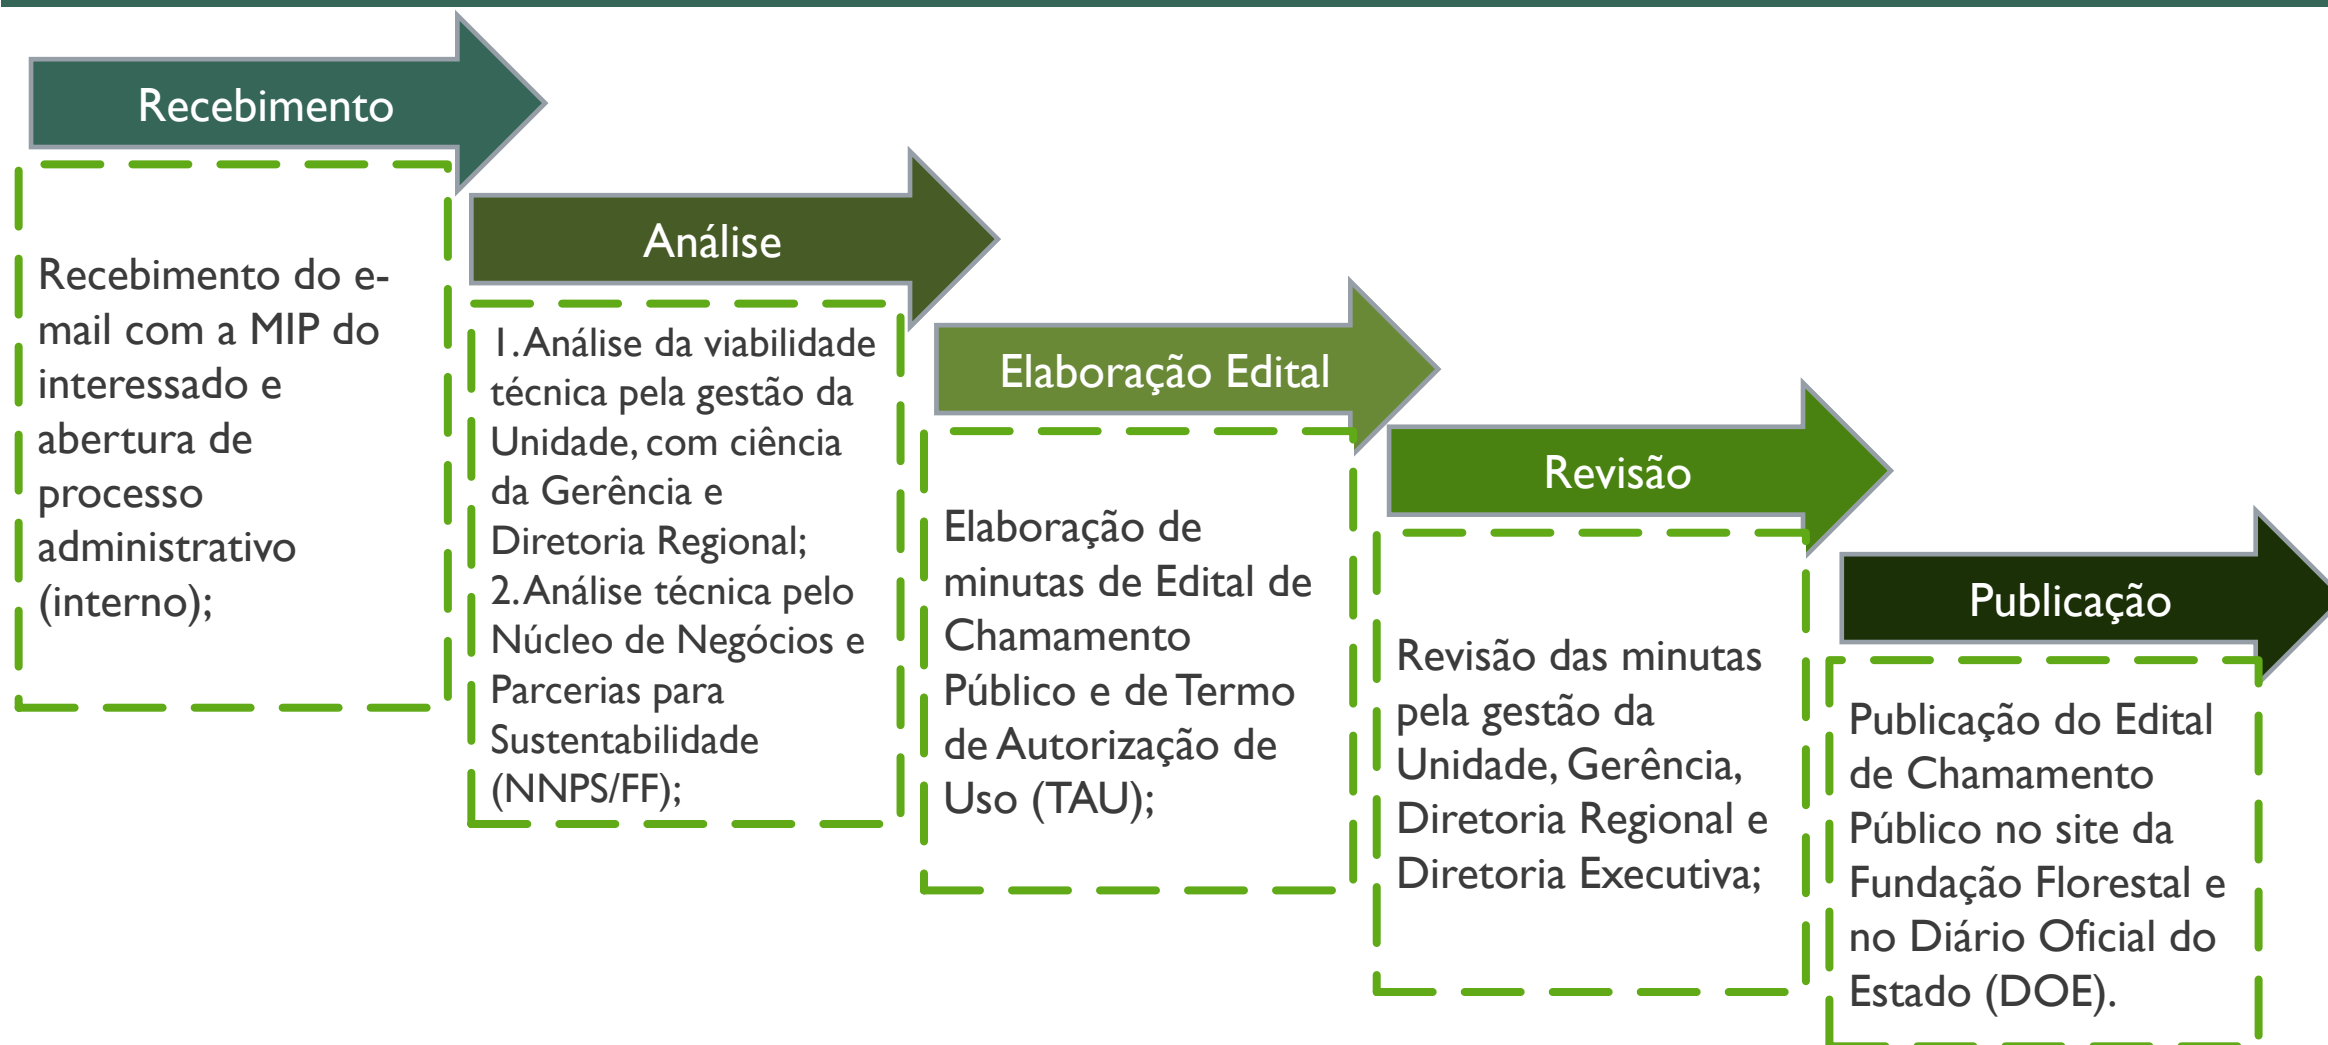 Recebimento
Recebimento do e-
mail com a MIP do
interessado e
abertura de
processo
administrativo
(interno);
Análise
1. Análise da viabilidade
técnica pela gestão da
Unidade, com ciência
da Gerência e
Diretoria Regional;
2. Análise técnica pelo
Núcleo de Negócios e
Parcerias para
Sustentabilidade
(NNPS/FF);
Elaboração Edital
Elaboração de
minutas de Edital de
Chamamento
Público e de Termo
de Autorização de
Uso (TAU);
Revisão
Revisão das minutas
pela gestão da
Unidade, Gerência,
Diretoria Regional e
Diretoria Executiva;
Publicação
Publicação do Edital
de Chamamento
Público no site da
Fundação Florestal e
no Diário Oficial do
Estado (DOE).